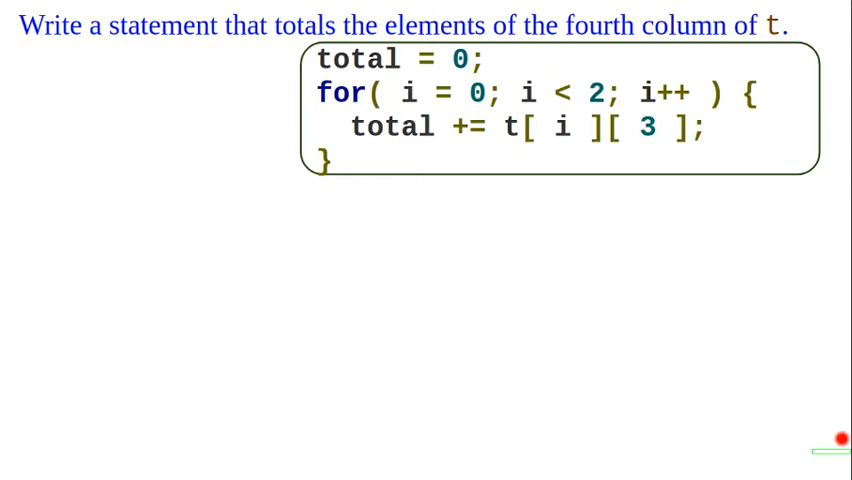 Write a statement that totals the elements of the fourth column of t.
total = 0;
for( i = 0; i < 2; i++ ) {
total += t[ i ][ 3 ];
}